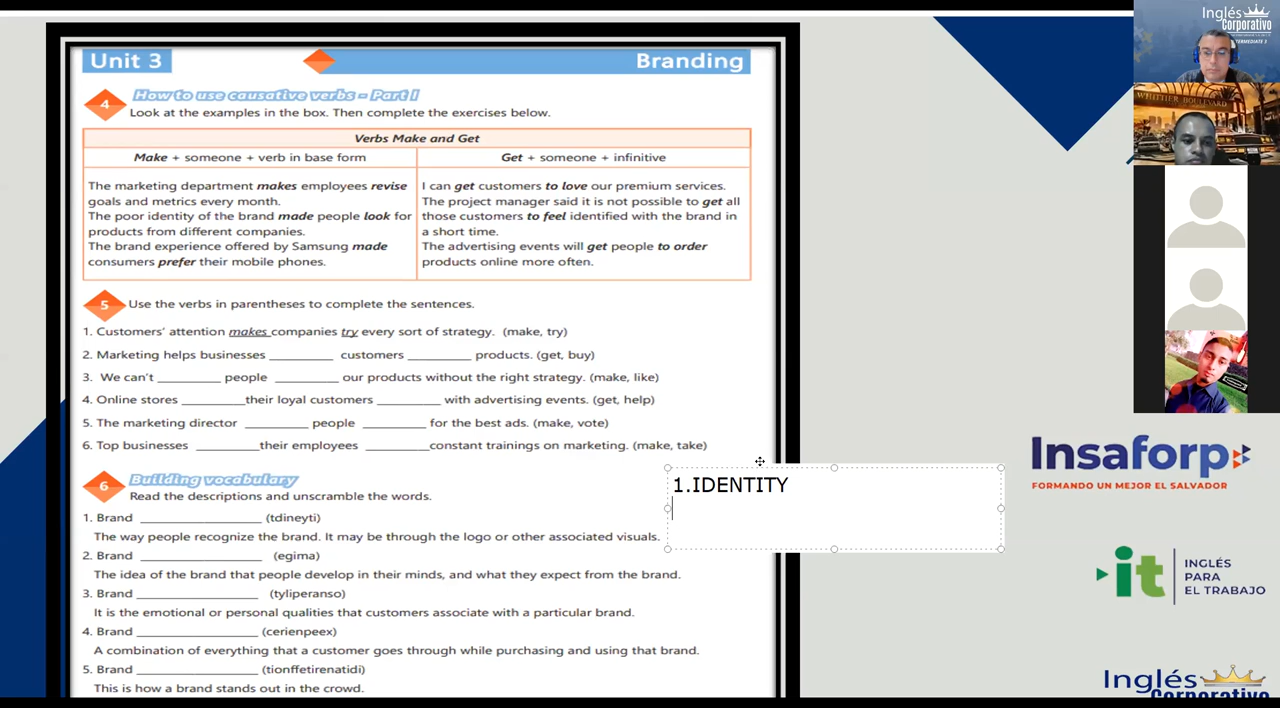 Unit 3
Branding
4
How to use causative verbs – Part I
Look at the examples in the box. Then complete the exercises below.
Verbs Make and Get
Make + someone + verb in base form
Get + someone + infinitive
The marketing department makes employees revise
goals and metrics every month.
The poor identity of the brand made people look for
products from different companies.
The brand experience offered by Samsung made
consumers prefer their mobile phones.
I can get customers to love our premium services.
The project manager said it is not possible to get all
those customers to feel identified with the brand in
a short time.
The advertising events will get people to order
products online more often.
5
Use the verbs in parentheses to complete the sentences.
1. Customers’ attention makes companies try every sort of strategy. (make, try)
2. Marketing helps businesses __________ customers __________ products. (get, buy)
3. We can’t __________ people __________ our products without the right strategy. (make, like)
4. Online stores __________their loyal customers __________ with advertising events. (get, help)
5. The marketing director __________ people __________ for the best ads. (make, vote)
6. Top businesses __________their employees __________constant trainings on marketing. (make, take)
6
Building vocabulary
Read the descriptions and unscramble the words.
1. Brand ___________________ (tdineyti)
The way people recognize the brand. It may be through the logo or other associated visuals.
2. Brand ___________________ (egima)
The idea of the brand that people develop in their minds, and what they expect from the brand.
3. Brand ___________________ (tyliperanso)
It is the emotional or personal qualities that customers associate with a particular brand.
4. Brand ___________________ (cerienpeex)
A combination of everything that a customer goes through while purchasing and using that brand.
5. Brand ___________________ (tionffetirenatidi)
This is how a brand stands out in the crowd.
1.IDENTITY
Inglés
Corporativo
INTERMEDIATE 3
WHITTIER BOULEVARD
Insaforp
FORMANDO UN MEJOR EL SALVADOR
it
INGLÉS
PARA
EL TRABAJO
Inglés
Corporativo